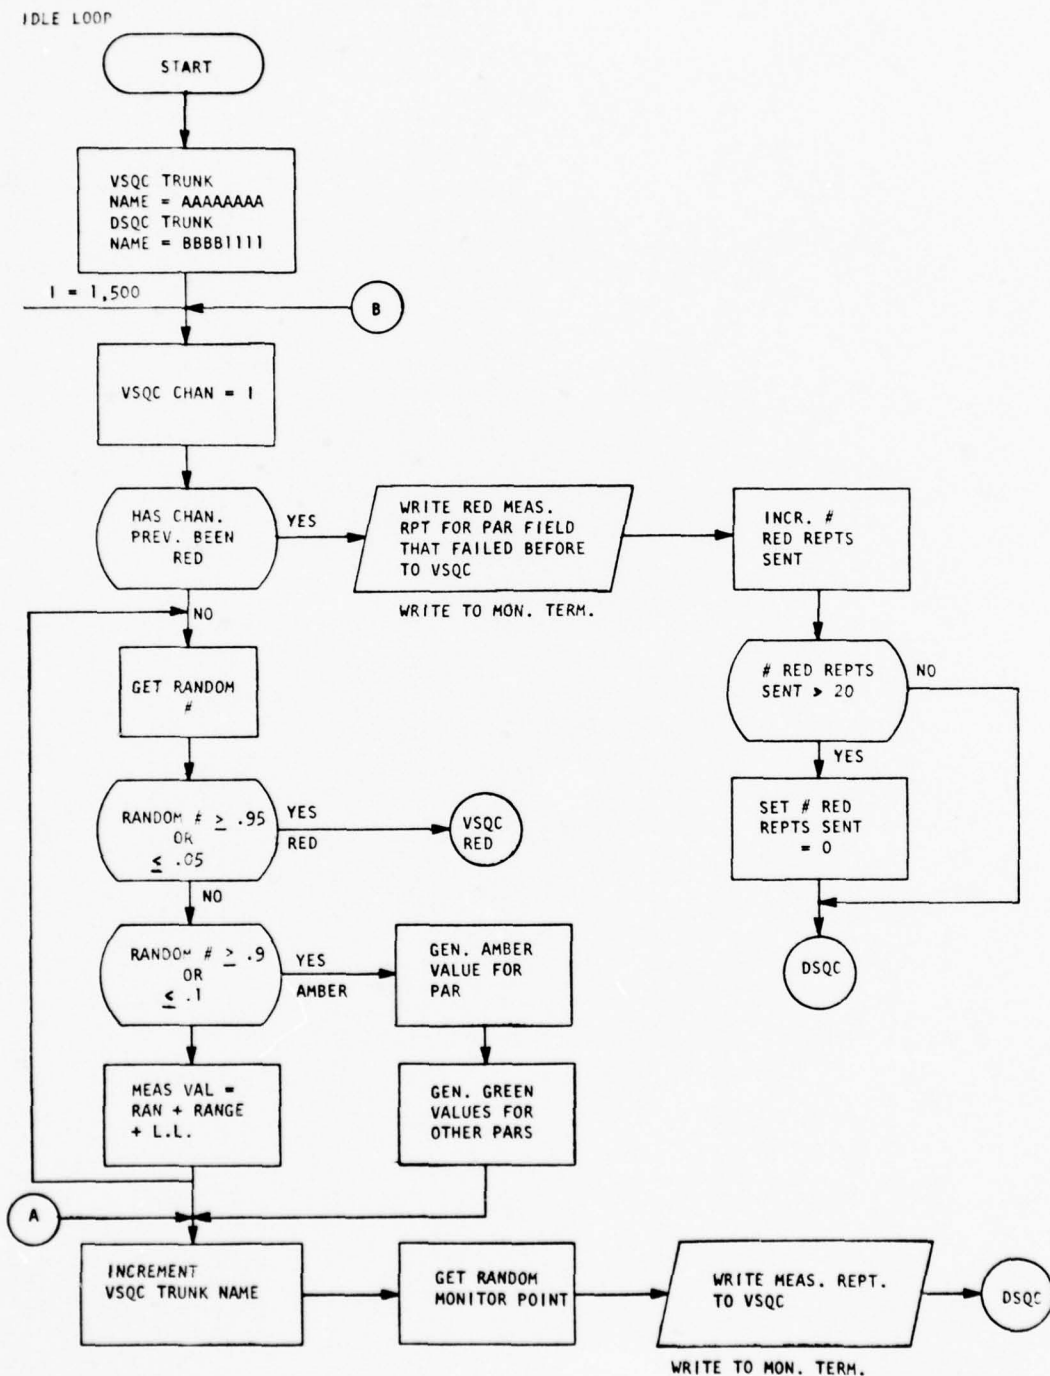 IDLE LOOP
START
VSQC TRUNK
NAME = AAAAAAAA
DSQC TRUNK
NAME = BBBB1111
I = 1,500
B
VSQC CHAN = I
HAS CHAN.
PREV. BEEN
RED
YES
WRITE RED MEAS.
RPT FOR PAR FIELD
THAT FAILED BEFORE
TO VSQC
WRITE TO MON. TERM.
INCR. #
RED REPTS
SENT
NO
GET RANDOM
#
# RED REPTS
SENT > 20
NO
YES
SET # RED
REPTS SENT
= 0
DSQC
RANDOM # ≥ .95
OR
≤ .05
YES
RED
VSQC
RED
NO
RANDOM # ≥ .9
OR
≤ .1
YES
AMBER
GEN. AMBER
VALUE FOR
PAR
MEAS VAL =
RAN + RANGE
+ L.L.
GEN. GREEN
VALUES FOR
OTHER PARS
A
INCREMENT
VSQC TRUNK NAME
GET RANDOM
MONITOR POINT
WRITE MEAS. REPT.
TO VSQC
WRITE TO MON. TERM.
DSQC